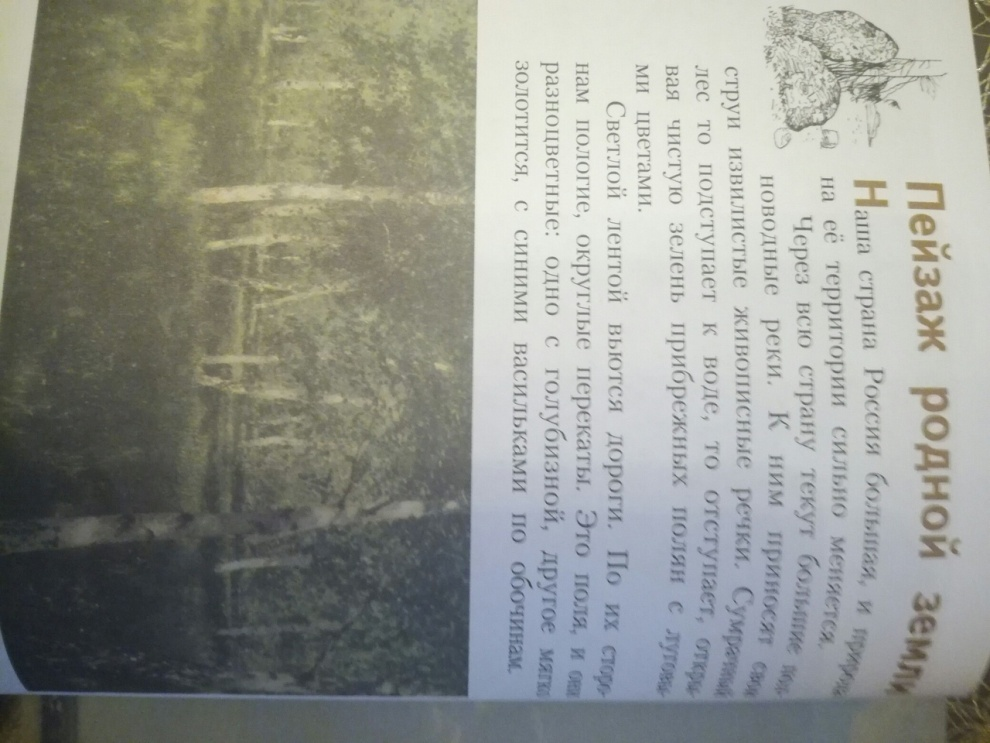 Пейзаж родной земли
Наша страна Россия большая, и природа
на её территории сильно меняется.
Через всю страну текут большие пол-
новодные реки. К ним приносят свои
струи извилистые живописные речки. Сумрачный
лес то подступает к воде, то отступает, откры-
вая чистую зелень прибрежных полян с луговы-
ми цветами.
Светлой лентой вьются дороги. По их сторо-
нам пологие, округлые перекаты. Это поля, и они
разноцветные: одно с голубизной, другое мягко
золотится, с синими васильками по обочинам.